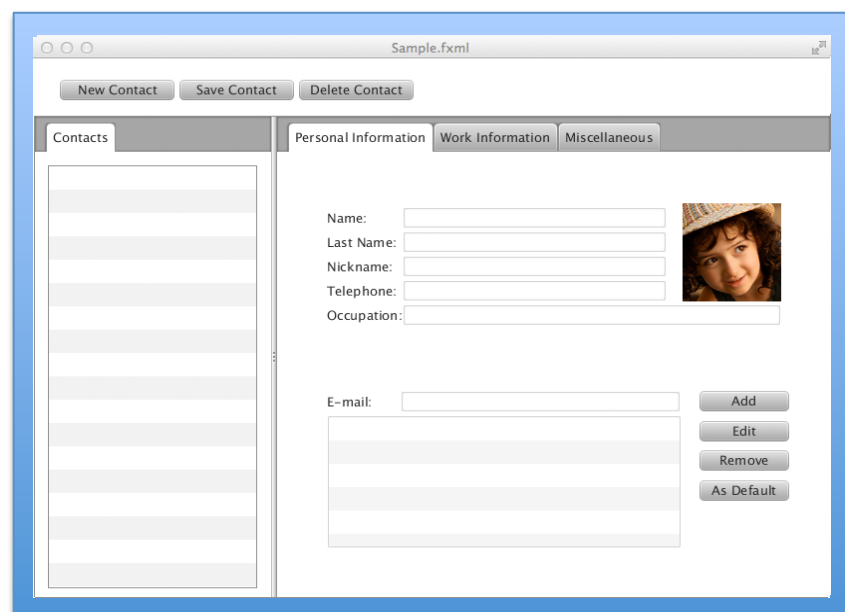 Sample.fxml
New Contact Save Contact Delete Contact
Contacts
Personal Information Work Information Miscellaneous
Name:
Last Name:
Nickname:
Telephone:
Occupation:
E-mail:
Add
Edit
Remove
As Default